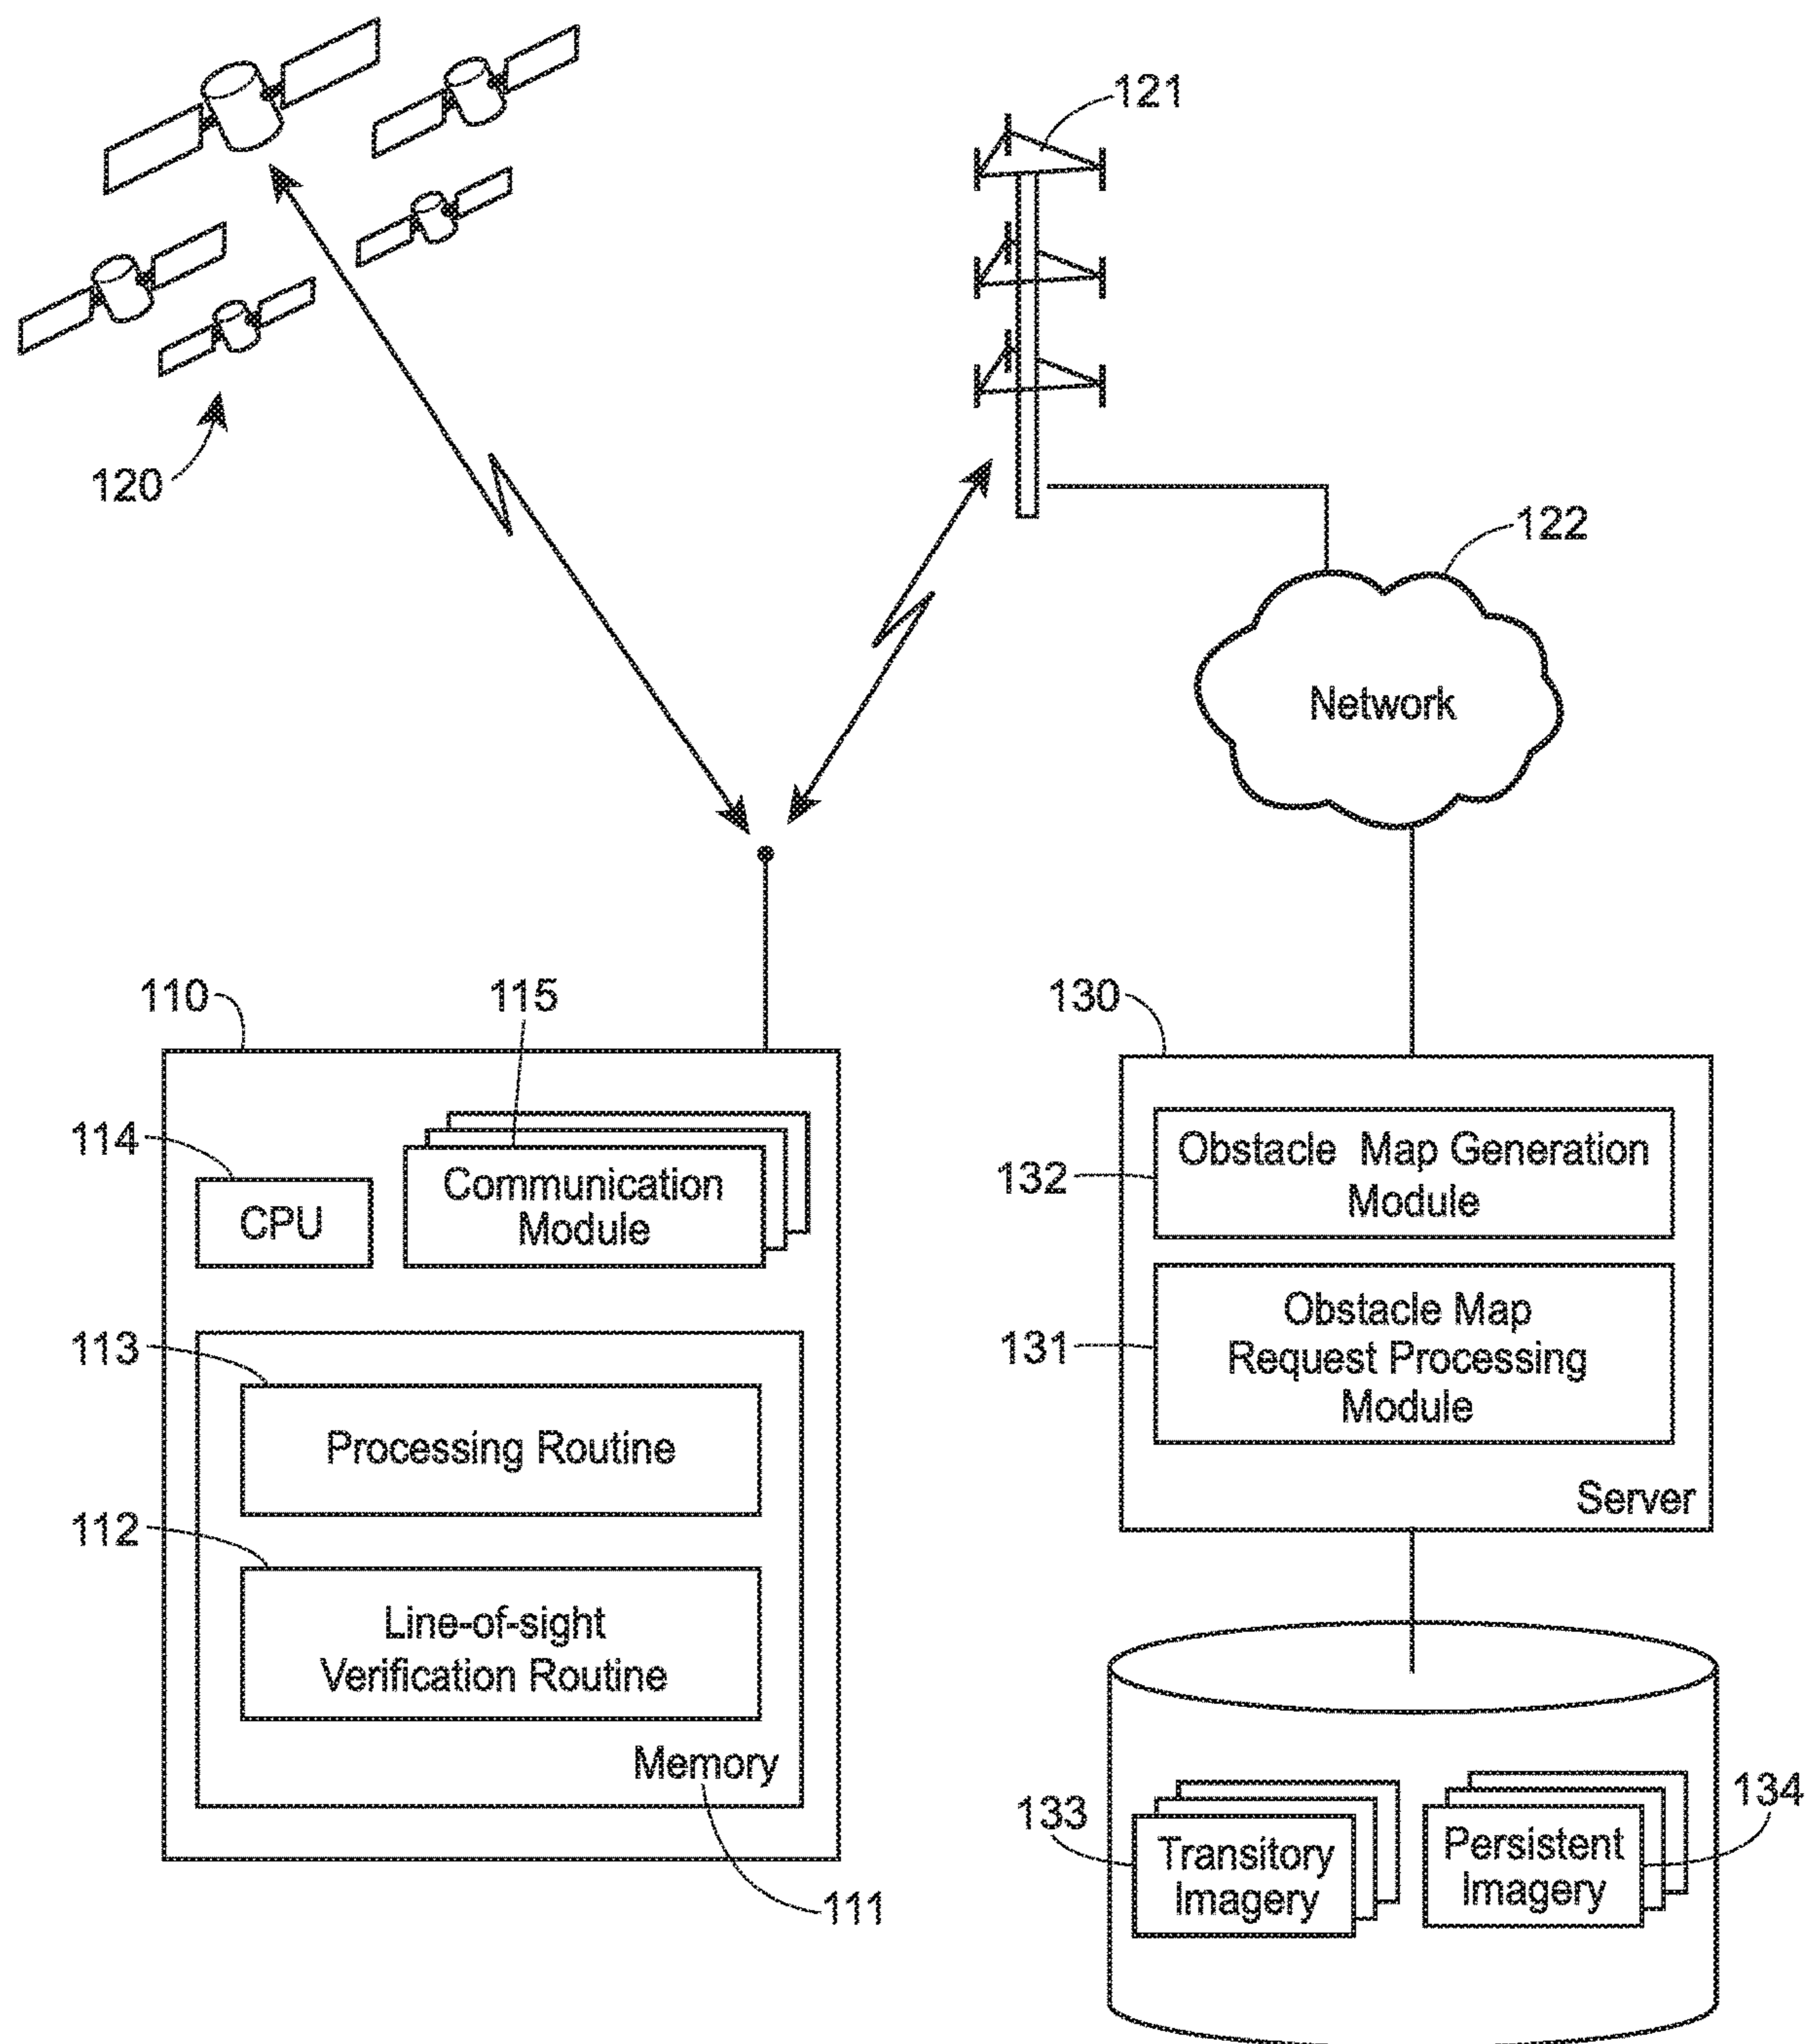 121
120
122
Network
110
115
130
114
CPU
Communication
Module
132
Obstacle Map Generation
Module
113
Processing Routine
131
Obstacle Map
Request Processing
Module
Server
112
Line-of-sight
Verification Routine
Memory
111
133
Transitory
Imagery
Persistent
Imagery
134